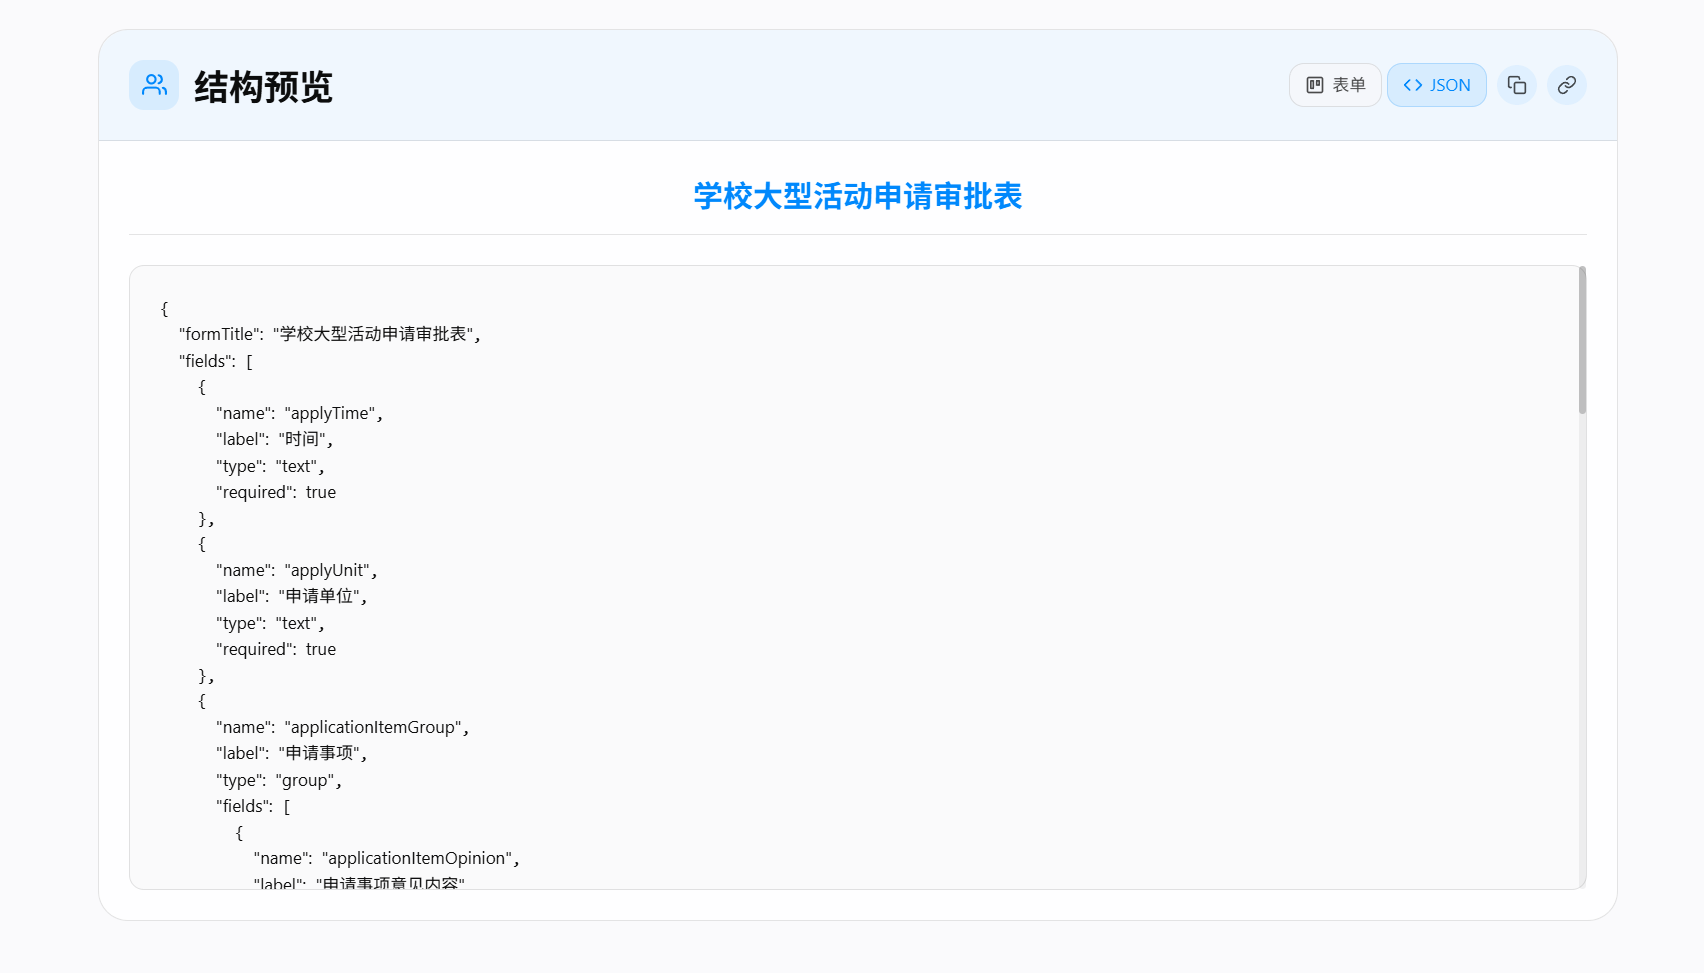 结构预览
表单
JSON
学校大型活动申请审批表
{
"formTitle": "学校大型活动申请审批表",
"fields": [
{
"name": "applyTime",
"label": "时间",
"type": "text",
"required": true
},
{
"name": "applyUnit",
"label": "申请单位",
"type": "text",
"required": true
},
{
"name": "applicationItemGroup",
"label": "申请事项",
"type": "group",
"fields": [
{
"name": "applicationItemOpinion",
"label": "申请事项意见内容"